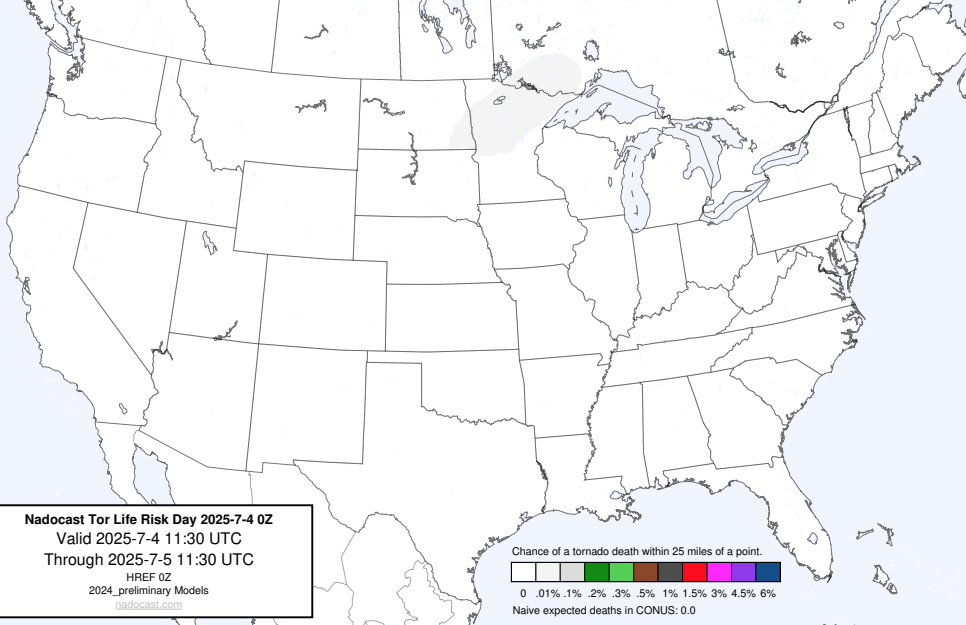 Nadocast Tor Life Risk Day 2025-7-4 0Z
Valid 2025-7-4 11:30 UTC
Through 2025-7-5 11:30 UTC
HREF 0Z
2024_preliminary Models
nadocast.com
Chance of a tornado death within 25 miles of a point.
0 .01% .1% .2% .3% .5% 1% 1.5% 3% 4.5% 6%
Naive expected deaths in CONUS: 0.0